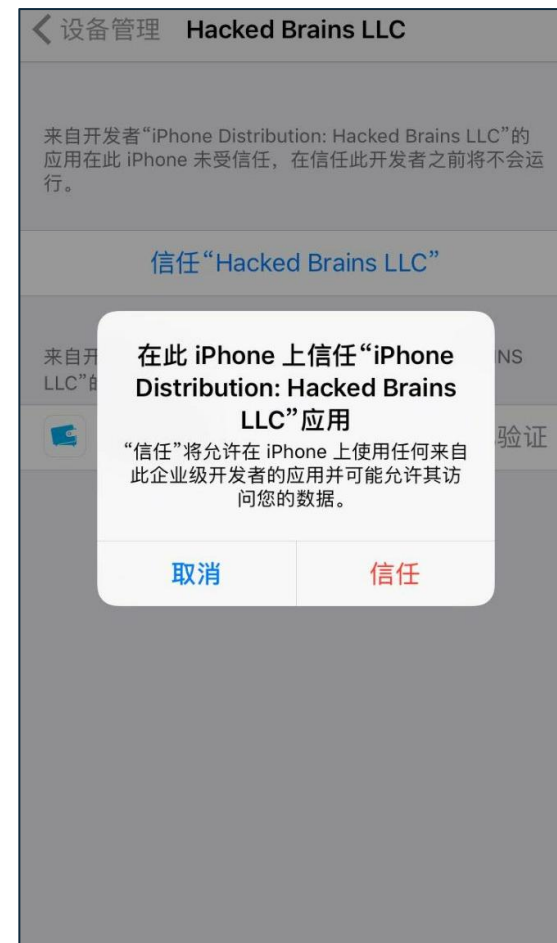 设备管理 Hacked Brains LLC
来自开发者“iPhone Distribution: Hacked Brains LLC”的
应用在此 iPhone 未受信任，在信任此开发者之前将不会运
行。
信任“Hacked Brains LLC”
来自开
NS
LLC”的
验证
在此 iPhone 上信任“iPhone
Distribution: Hacked Brains
LLC”应用
“信任”将允许在 iPhone 上使用任何来自
此企业级开发者的应用并可能允许其访
问您的数据。
取消 信任